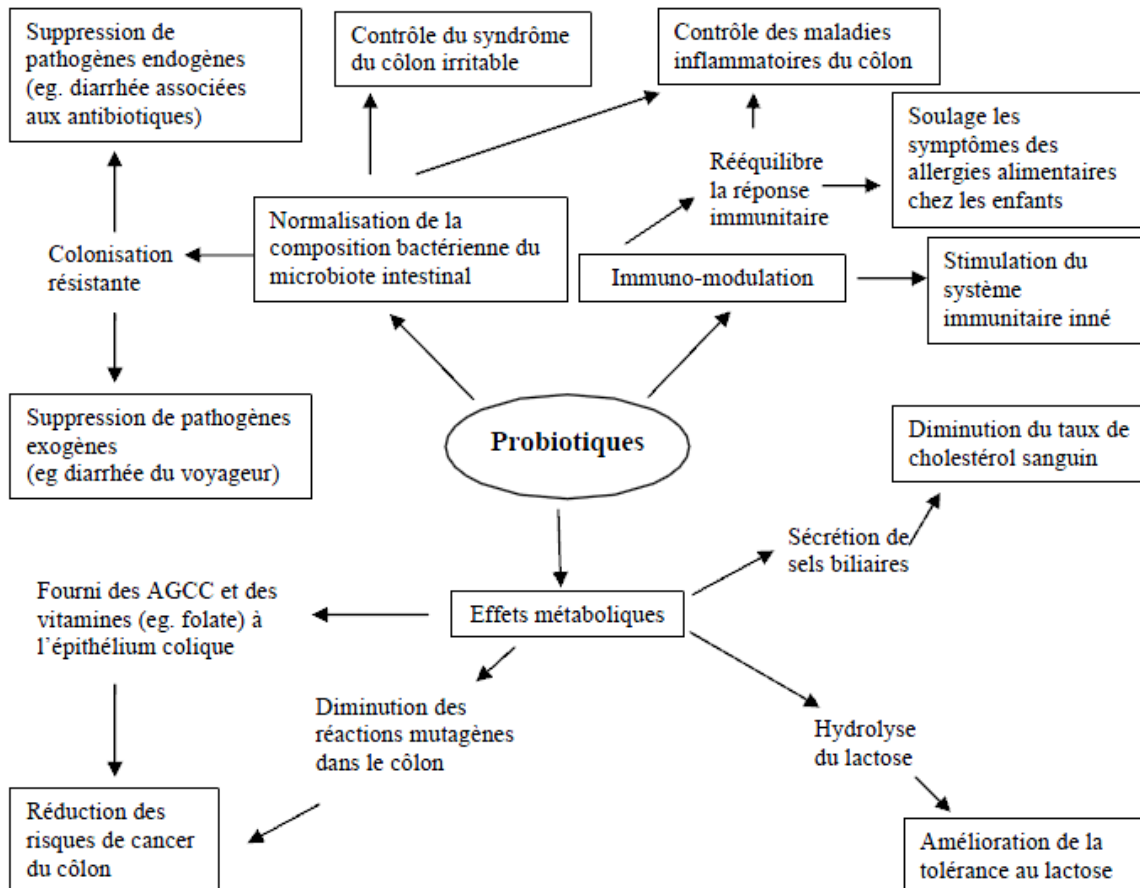 Suppression de
pathogènes endogènes
(eg. diarrhée associées
aux antibiotiques)
Contrôle du syndrôme
du côlon irritable
Contrôle des maladies
inflammatoires du côlon
Soulage les
symptômes des
allergies alimentaires
chez les enfants
Rééquilibre
la réponse
immunitaire
Normalisation de la
composition bactérienne du
microbiote intestinal
Colonisation
résistante
Immuno-modulation
Stimulation du
système
immunitaire inné
Suppression de pathogènes
exogènes
(eg diarrhée du voyageur)
Probiotiques
Diminution du taux de
cholestérol sanguin
Sécrétion de
sels biliaires
Fourni des AGCC et des
vitamines (eg. folate) à
l’épithélium colique
Effets métaboliques
Diminution des
réactions mutagènes
dans le côlon
Hydrolyse
du lactose
Réduction des
risques de cancer
du côlon
Amélioration de la
tolérance au lactose